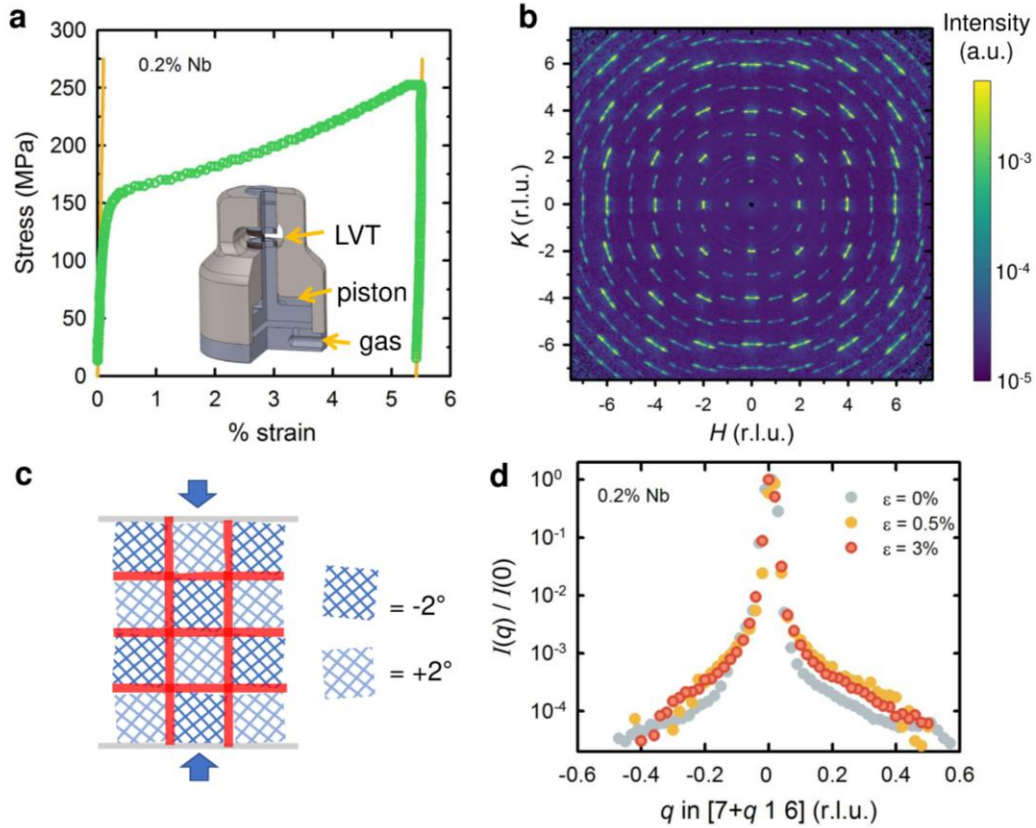 a
300
250
200
150
100
50
0
Stress (MPa)
0.2% Nb
LVT
piston
gas
0 1 2 3 4 5 6
% strain
b
Intensity
(a.u.)
6
4
2
0
-2
-4
-6
K (r.l.u.)
-6 -4 -2 0 2 4 6
H (r.l.u.)
10⁻³
10⁻⁴
10⁻⁵
c
= -2°
= +2°
d
10⁰
10⁻¹
10⁻²
10⁻³
10⁻⁴
I(q) / I(0)
0.2% Nb
ε = 0%
ε = 0.5%
ε = 3%
-0.6 -0.4 -0.2 0 0.2 0.4 0.6
q in [7+q 1 6] (r.l.u.)